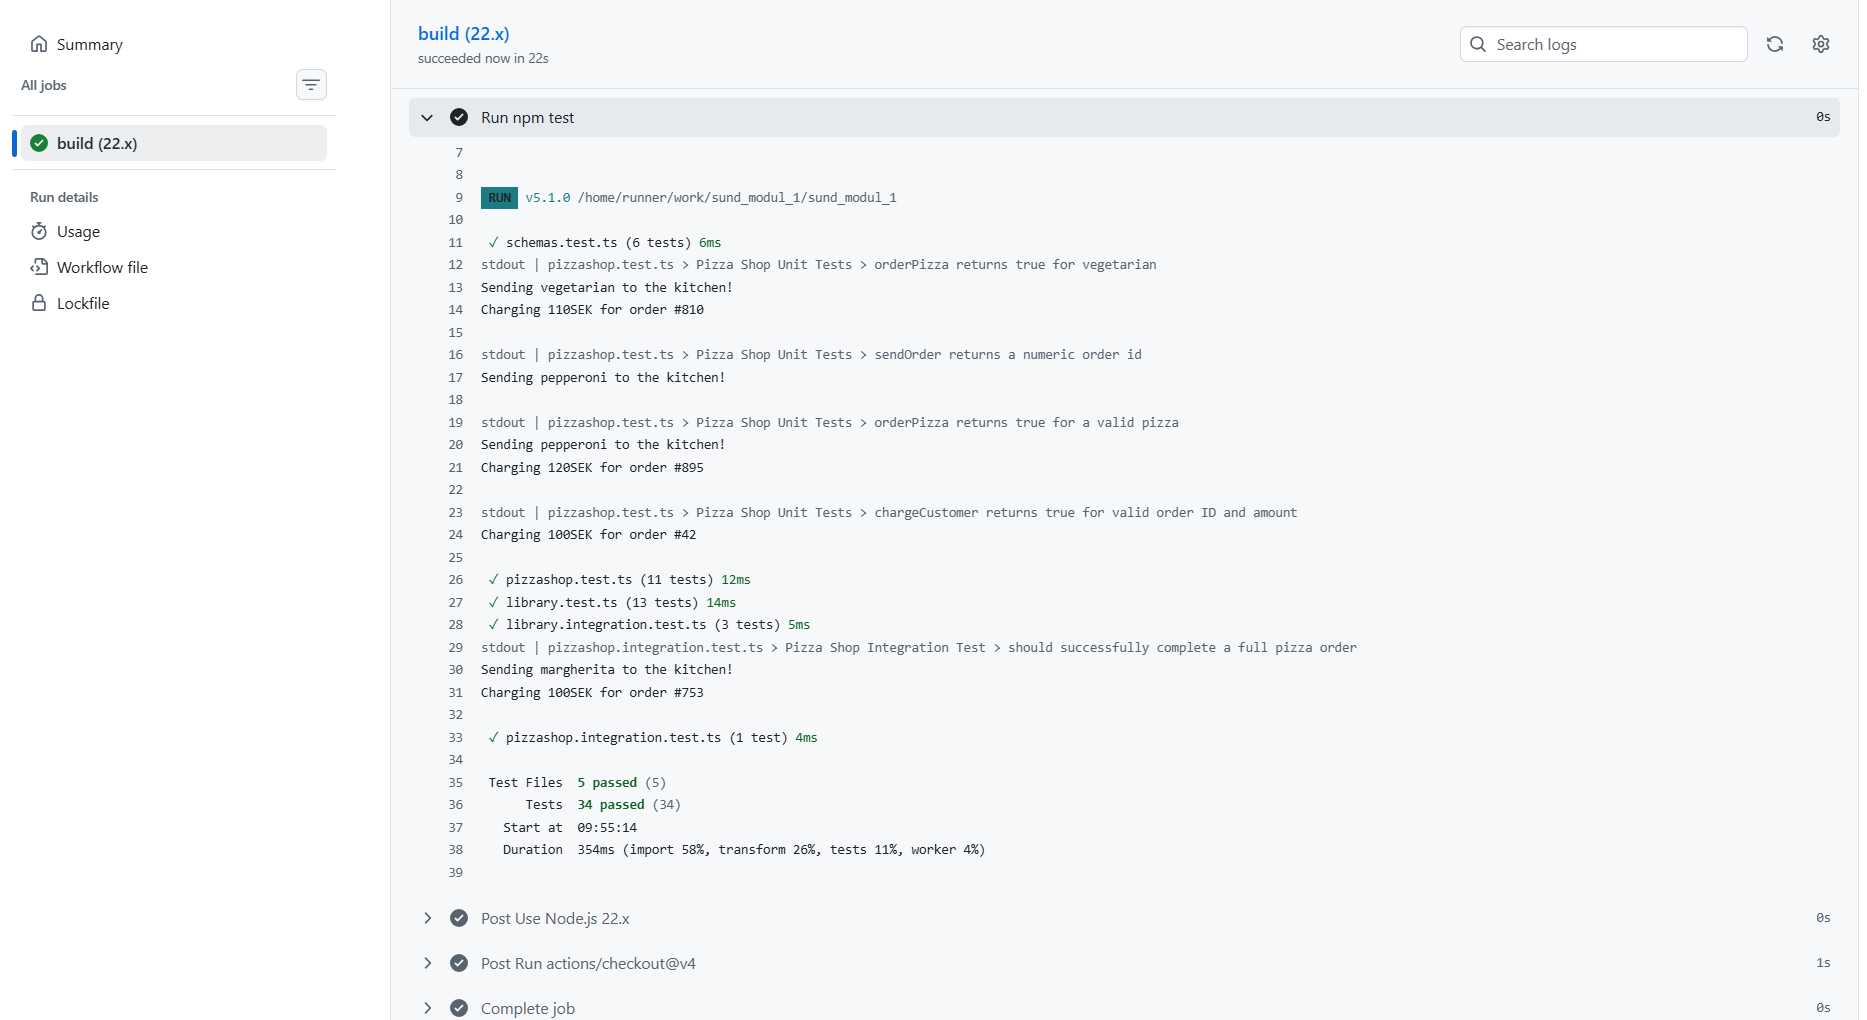 Summary
All jobs
build (22.x)
Run details
Usage
Workflow file
Lockfile
build (22.x)
succeeded now in 22s
Search logs
Run npm test 0s
7
8
9 RUN v5.1.0 /home/runner/work/sund_modul_1/sund_modul_1
10
11 ✓ schemas.test.ts (6 tests) 6ms
12 stdout | pizzashop.test.ts > Pizza Shop Unit Tests > orderPizza returns true for vegetarian
13 Sending vegetarian to the kitchen!
14 Charging 110SEK for order #810
15
16 stdout | pizzashop.test.ts > Pizza Shop Unit Tests > sendOrder returns a numeric order id
17 Sending pepperoni to the kitchen!
18
19 stdout | pizzashop.test.ts > Pizza Shop Unit Tests > orderPizza returns true for a valid pizza
20 Sending pepperoni to the kitchen!
21 Charging 120SEK for order #895
22
23 stdout | pizzashop.test.ts > Pizza Shop Unit Tests > chargeCustomer returns true for valid order ID and amount
24 Charging 100SEK for order #42
25
26 ✓ pizzashop.test.ts (11 tests) 12ms
27 ✓ library.test.ts (13 tests) 14ms
28 ✓ library.integration.test.ts (3 tests) 5ms
29 stdout | pizzashop.integration.test.ts > Pizza Shop Integration Test > should successfully complete a full pizza order
30 Sending margherita to the kitchen!
31 Charging 100SEK for order #753
32
33 ✓ pizzashop.integration.test.ts (1 test) 4ms
34
35 Test Files 5 passed (5)
36 Tests 34 passed (34)
37 Start at 09:55:14
38 Duration 354ms (import 58%, transform 26%, tests 11%, worker 4%)
39
Post Use Node.js 22.x 0s
Post Run actions/checkout@v4 1s
Complete job 0s